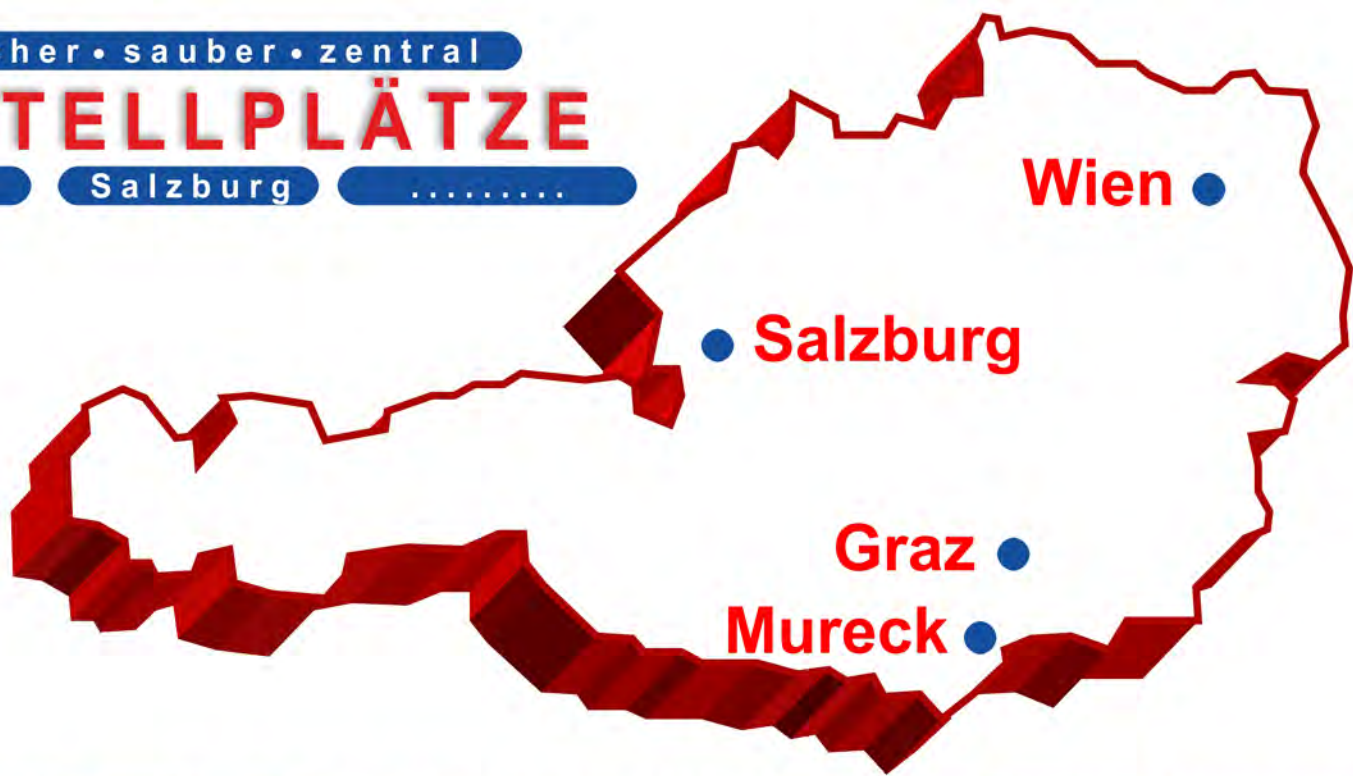 her • sauber • zentral
TELLPLÄTZE
Salzburg .........
Wien
Salzburg
Graz
Mureck